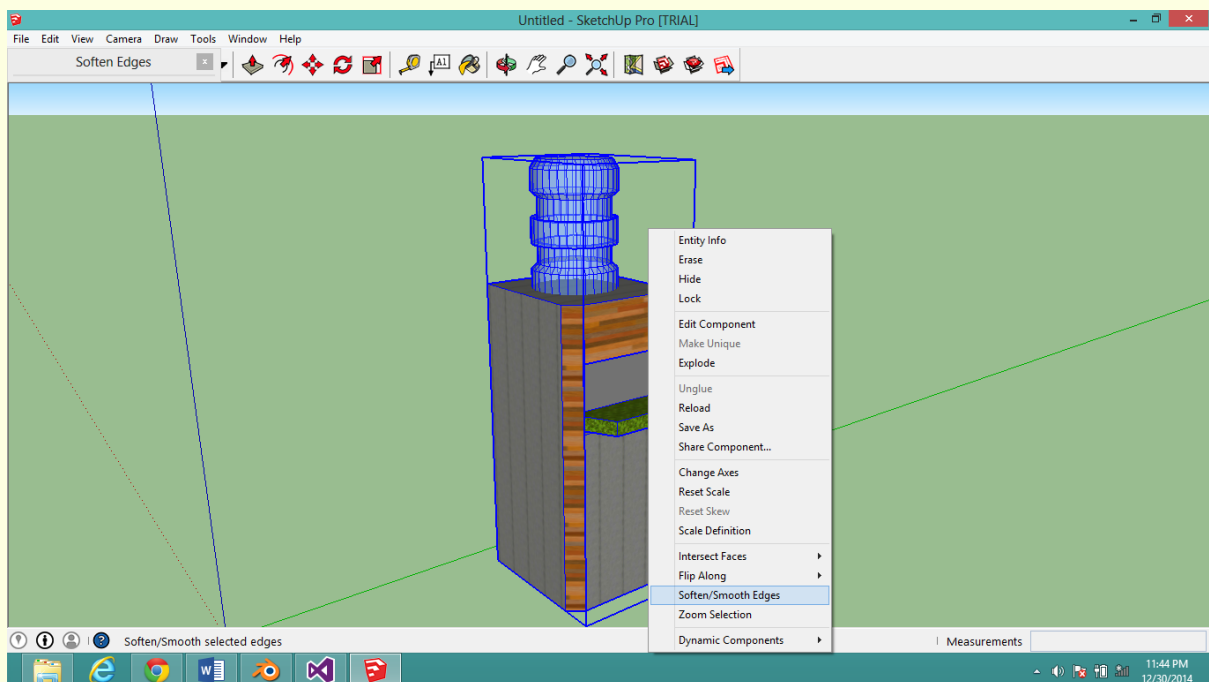 Untitled - SketchUp Pro [TRIAL]
File Edit View Camera Draw Tools Window Help
Soften Edges
A1
Entity Info
Erase
Hide
Lock
Edit Component
Make Unique
Explode
Unglue
Reload
Save As
Share Component...
Change Axes
Reset Scale
Reset Skew
Scale Definition
Intersect Faces
Flip Along
Soften/Smooth Edges
Zoom Selection
Dynamic Components
Soften/Smooth selected edges
Measurements
11:44 PM
12/30/2014